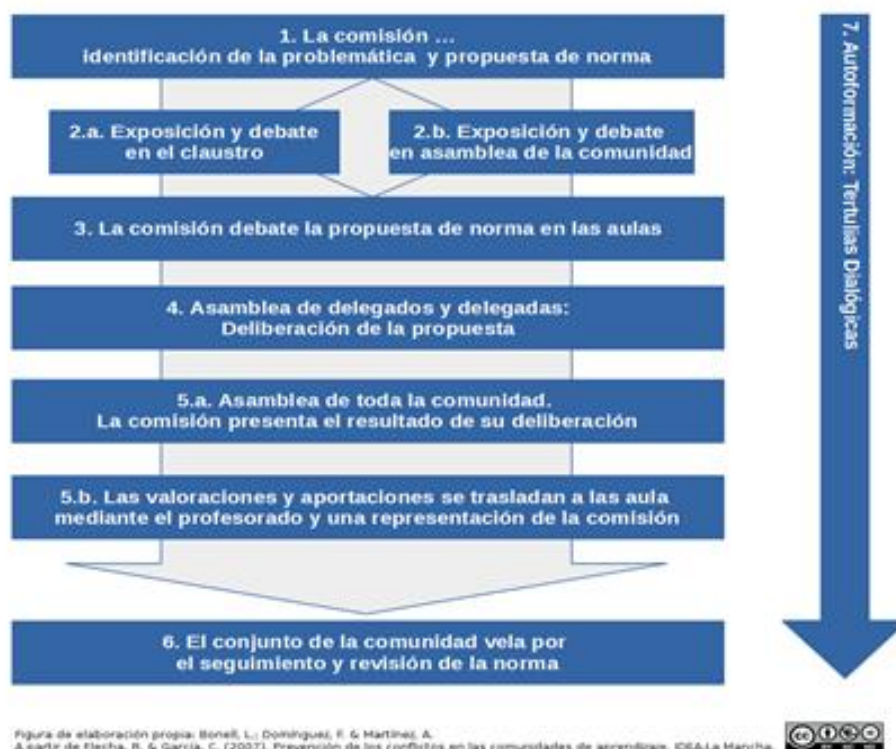 1. La comisión ...
identificación de la problemática y propuesta de norma
2.a. Exposición y debate
en el claustro
2.b. Exposición y debate
en asamblea de la comunidad
3. La comisión debate la propuesta de norma en las aulas
4. Asamblea de delegados y delegadas:
Deliberación de la propuesta
5.a. Asamblea de toda la comunidad.
La comisión presenta el resultado de su deliberación
5.b. Las valoraciones y aportaciones se trasladan a las aula
mediante el profesorado y una representación de la comisión
6. El conjunto de la comunidad vela por
el seguimiento y revisión de la norma
7. Autoformación: Tertulias Dialógicas
Figura de elaboración propia: Bonell, L.; Domínguez, F. & Martínez, A.
A partir de Flecha, R. & García, C. (2007). Prevención de los conflictos en las comunidades de aprendizaje. IDEA-La Mancha
cc